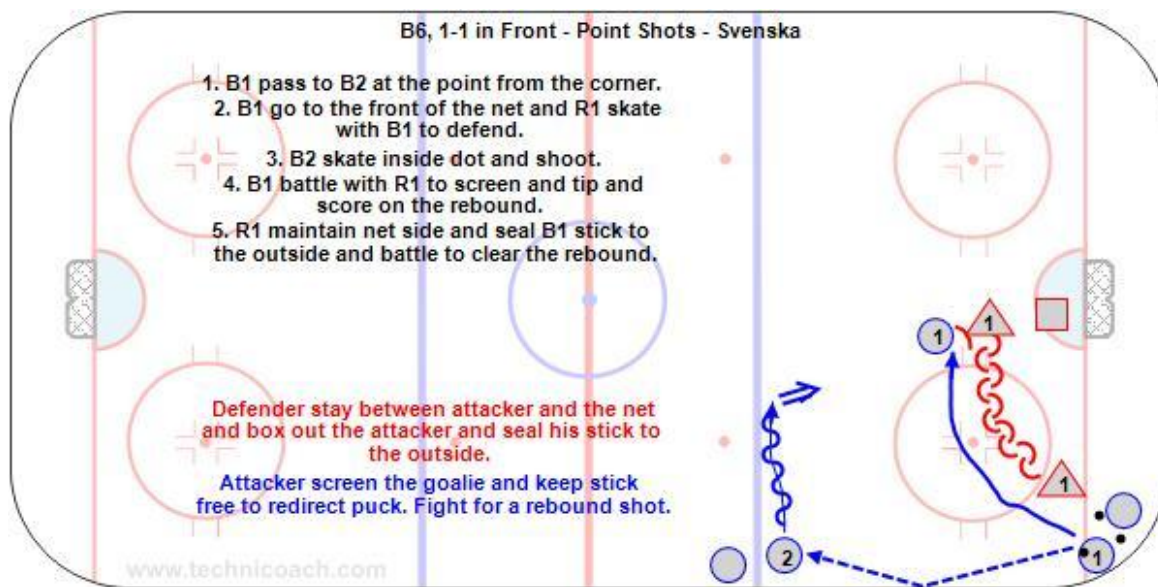 B6, 1-1 in Front - Point Shots - Svenska
1. B1 pass to B2 at the point from the corner.
2. B1 go to the front of the net and R1 skate
with B1 to defend.
3. B2 skate inside dot and shoot.
4. B1 battle with R1 to screen and tip and
score on the rebound.
5. R1 maintain net side and seal B1 stick to
the outside and battle to clear the rebound.
1
1
Defender stay between attacker and the net
and box out the attacker and seal his stick to
the outside.
Attacker screen the goalie and keep stick
free to redirect puck. Fight for a rebound shot.
1
2
1
www.technicoach.com